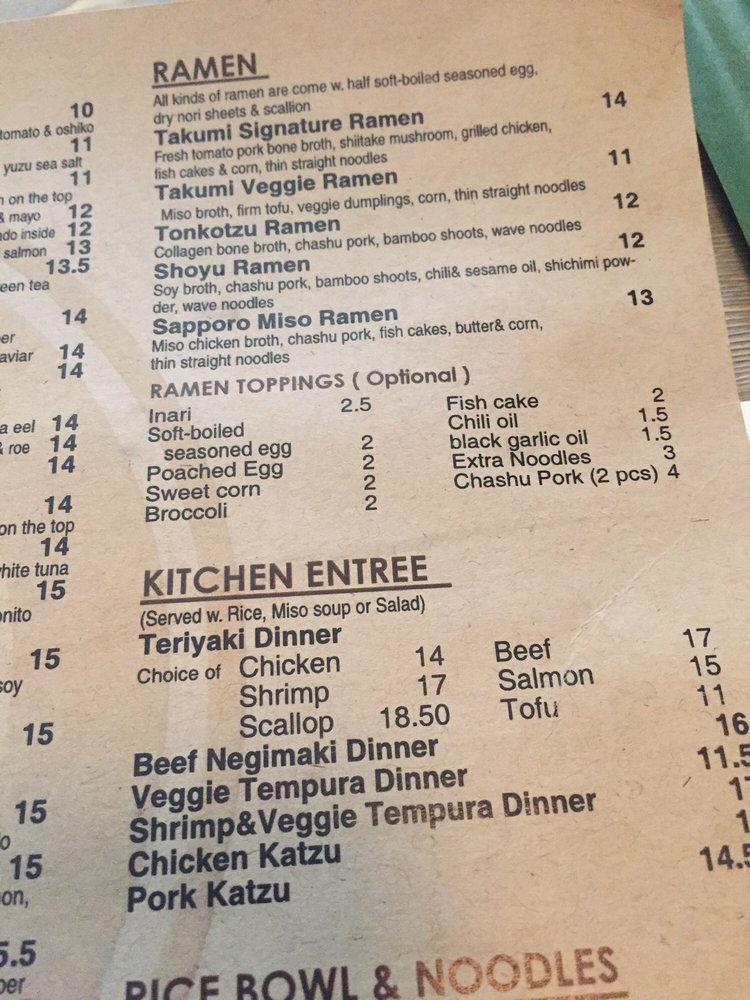 10
tomato & oshiko
11
yuzu sea salt
11
on the top
& mayo 12
inside 12
salmon 13
13.5
een tea
14
er
aviar 14
14
a eel 14
& roe 14
14
14
on the top
14
white tuna
15
onito
15
soy
15
15
o
15
on,
5.5
per
RAMEN
All kinds of ramen are come w. half soft-boiled seasoned egg,
dry nori sheets & scallion
Takumi Signature Ramen 14
Fresh tomato pork bone broth, shiitake mushroom, grilled chicken,
fish cakes & corn, thin straight noodles
Takumi Veggie Ramen 11
Miso broth, firm tofu, veggie dumplings, corn, thin straight noodles
Tonkotzu Ramen 12
Collagen bone broth, chashu pork, bamboo shoots, wave noodles
Shoyu Ramen 12
Soy broth, chashu pork, bamboo shoots, chili& sesame oil, shichimi pow-
der, wave noodles
Sapporo Miso Ramen 13
Miso chicken broth, chashu pork, fish cakes, butter& corn,
thin straight noodles
RAMEN TOPPINGS ( Optional )
Inari 2.5
Soft-boiled
seasoned egg 2
Poached Egg 2
Sweet corn 2
Broccoli 2
Fish cake 2
Chili oil 1.5
black garlic oil 1.5
Extra Noodles 3
Chashu Pork (2 pcs) 4
KITCHEN ENTREE
(Served w. Rice, Miso soup or Salad)
Teriyaki Dinner
Choice of Chicken 14 Beef 17
Shrimp 17 Salmon 15
Scallop 18.50 Tofu 11
Beef Negimaki Dinner 16
Veggie Tempura Dinner 11.5
Shrimp&Veggie Tempura Dinner
Chicken Katzu
Pork Katzu 14.5
RICE BOWL & NOODLES